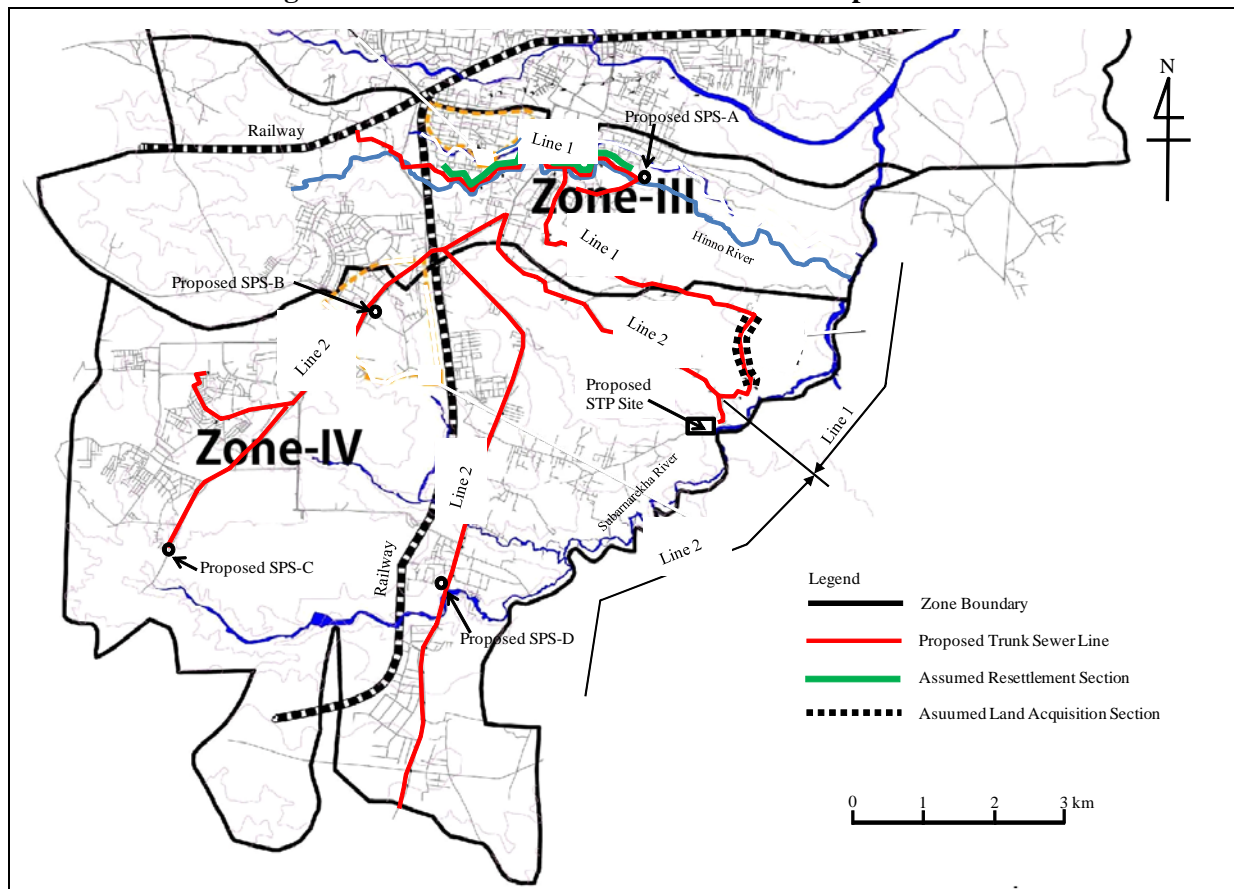 N
Railway
Line 1
Proposed SPS-A
Zone-III
Line 1
Hinno River
Proposed SPS-B
Line 2
Line 2
Proposed
STP Site
Line 1
Zone-IV
Line 2
Subarnarekha River
Line 2
Railway
Proposed SPS-C
Proposed SPS-D
Legend
Zone Boundary
Proposed Trunk Sewer Line
Assumed Resettlement Section
Asuumed Land Acquisition Section
0 1 2 3 km